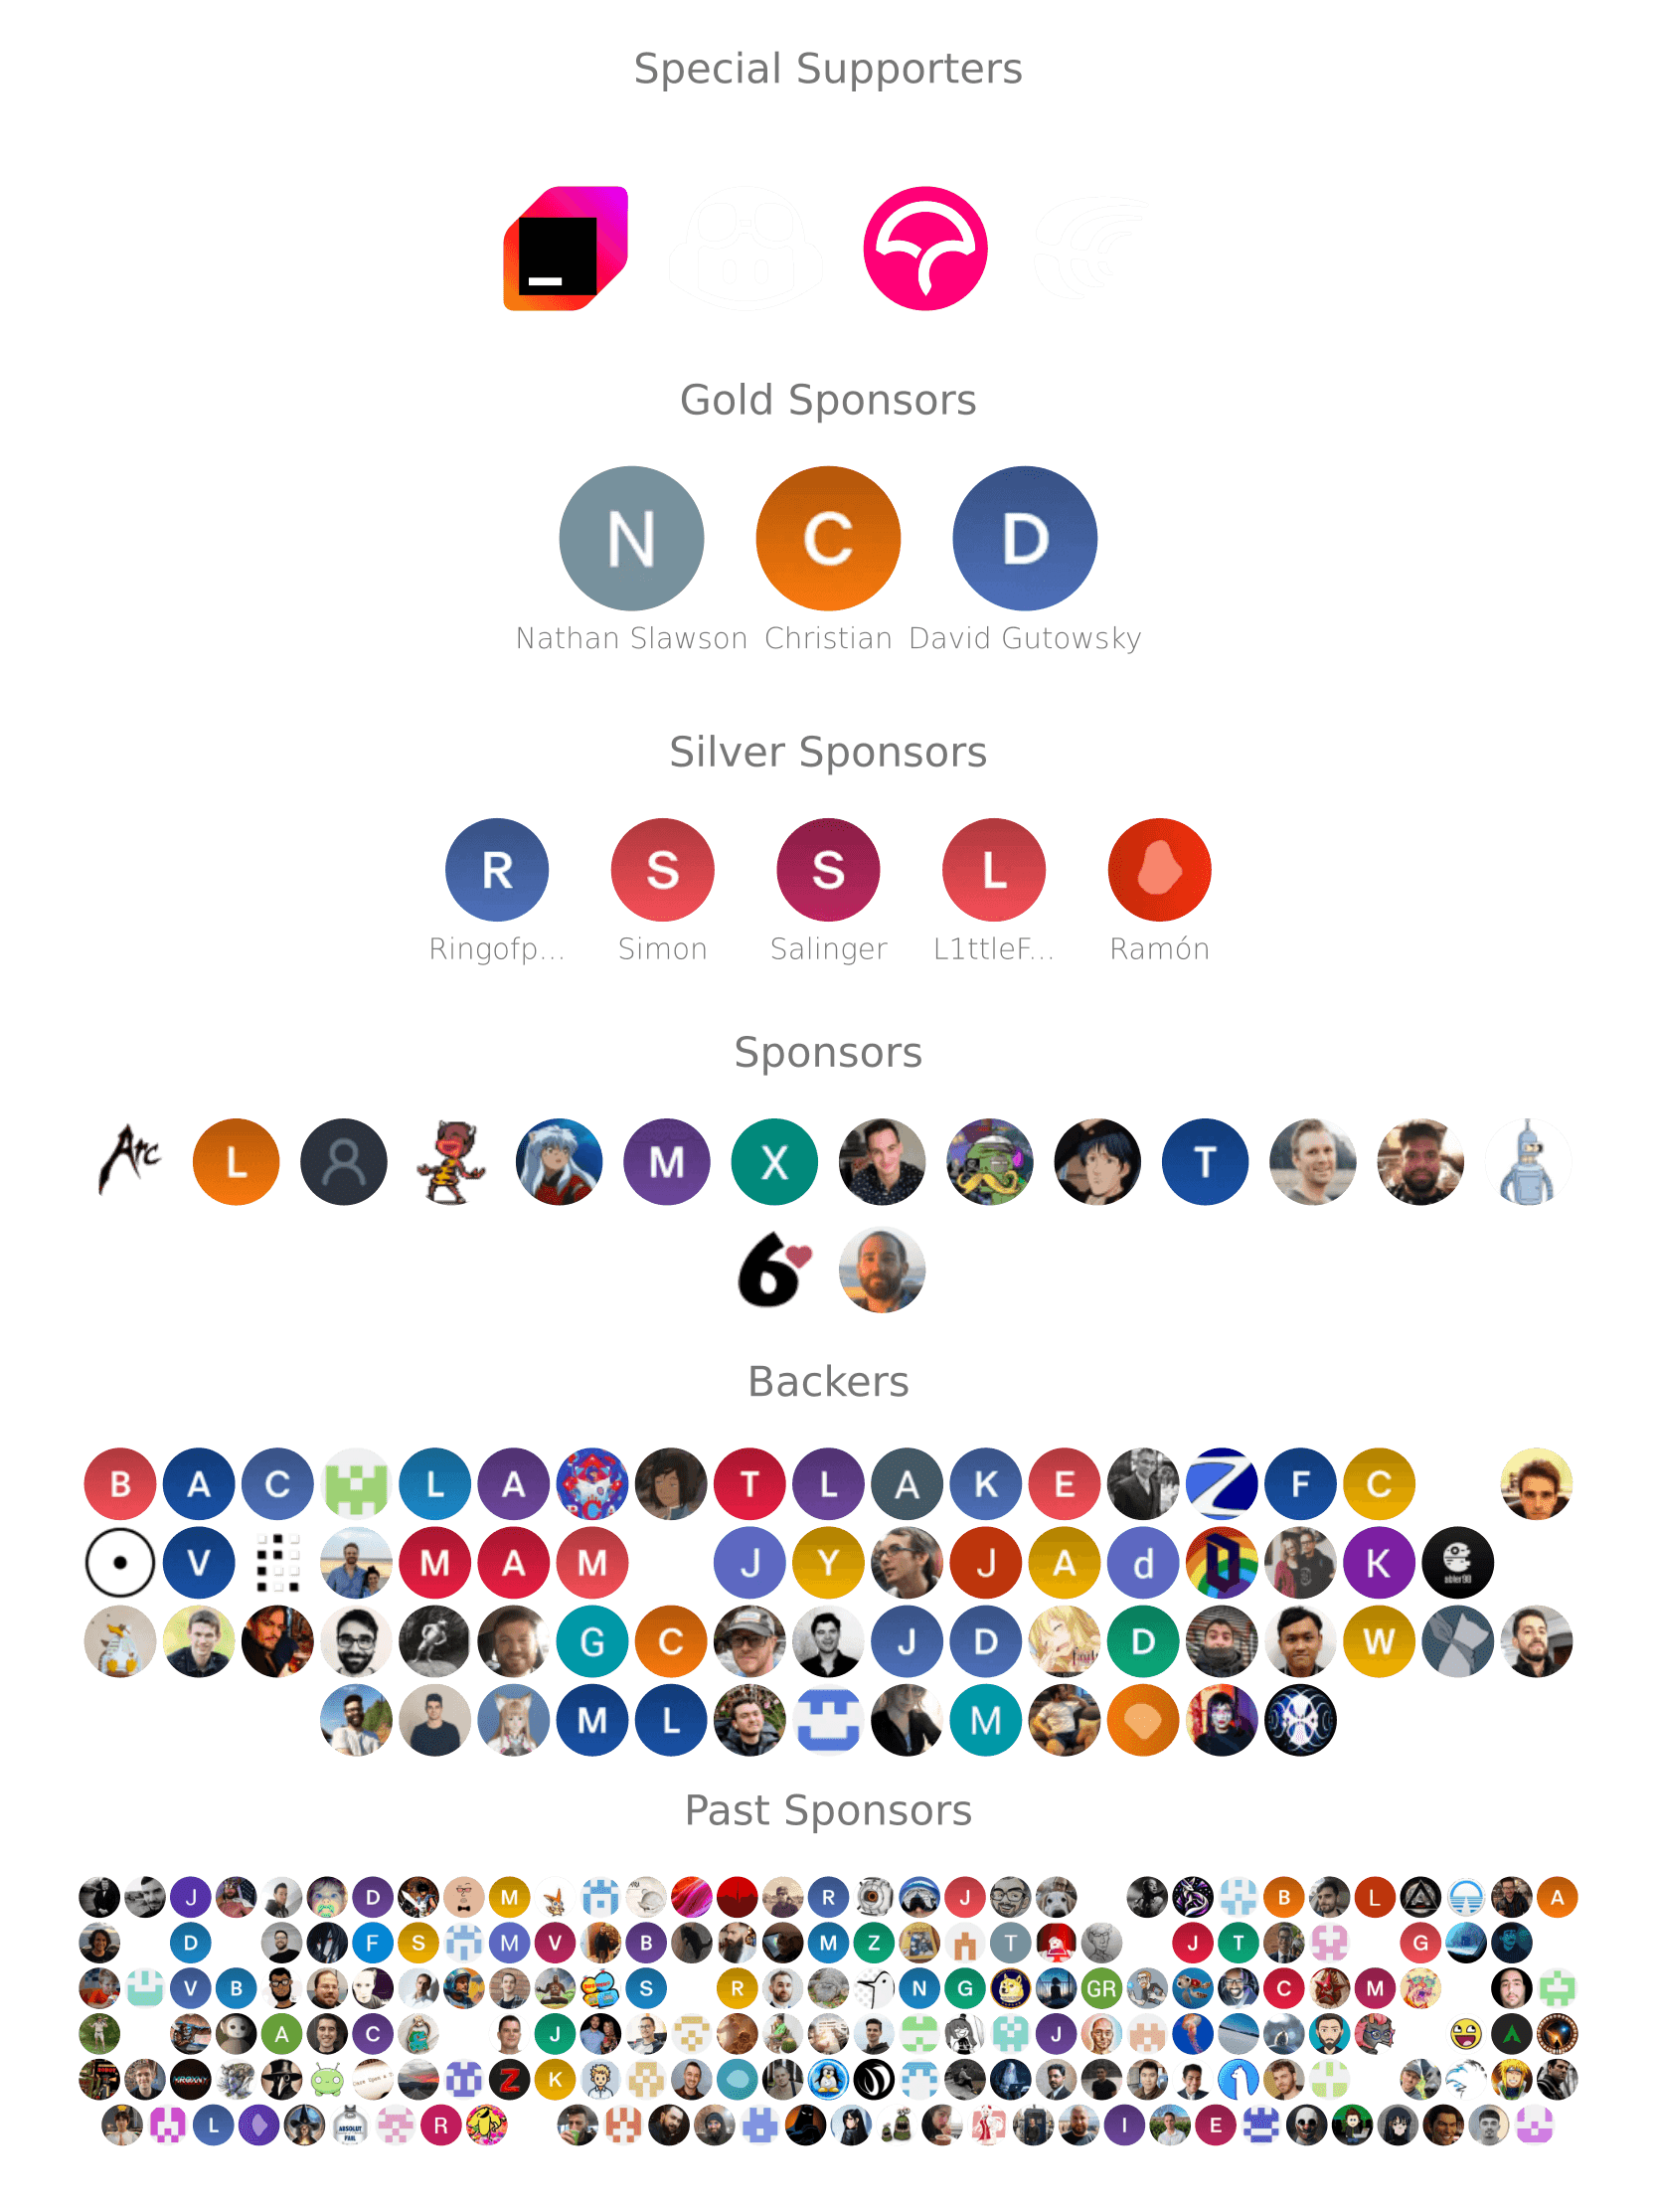 Special Supporters
Gold Sponsors
N C D
Nathan Slawson Christian David Gutowsky
Silver Sponsors
R S S L
Ringofp... Simon Salinger L1ttleF... Ramón
Sponsors
Arc L M X T
6
Backers
B A C L A T L A K E F C
V M A M J Y J A d K
G C J D D W
M L M
Past Sponsors
J D M R J B L A
D F S M V B M Z T J T G
V B S R N G GR C M
A C J J
Z K
L R I E